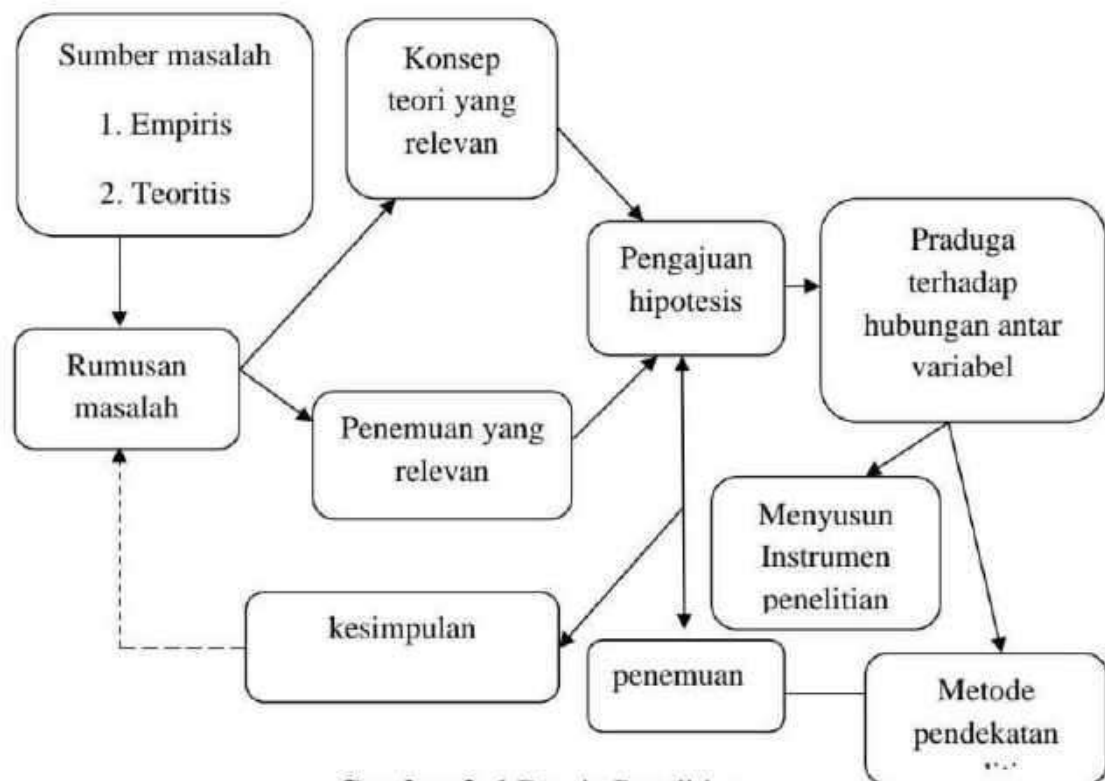 Sumber masalah
1. Empiris
2. Teoritis
Konsep
teori yang
relevan
Pengajuan
hipotesis
Praduga
terhadap
hubungan antar
variabel
Rumusan
masalah
Penemuan yang
relevan
Menyusun
Instrumen
penelitian
kesimpulan
penemuan
Metode
pendekatan